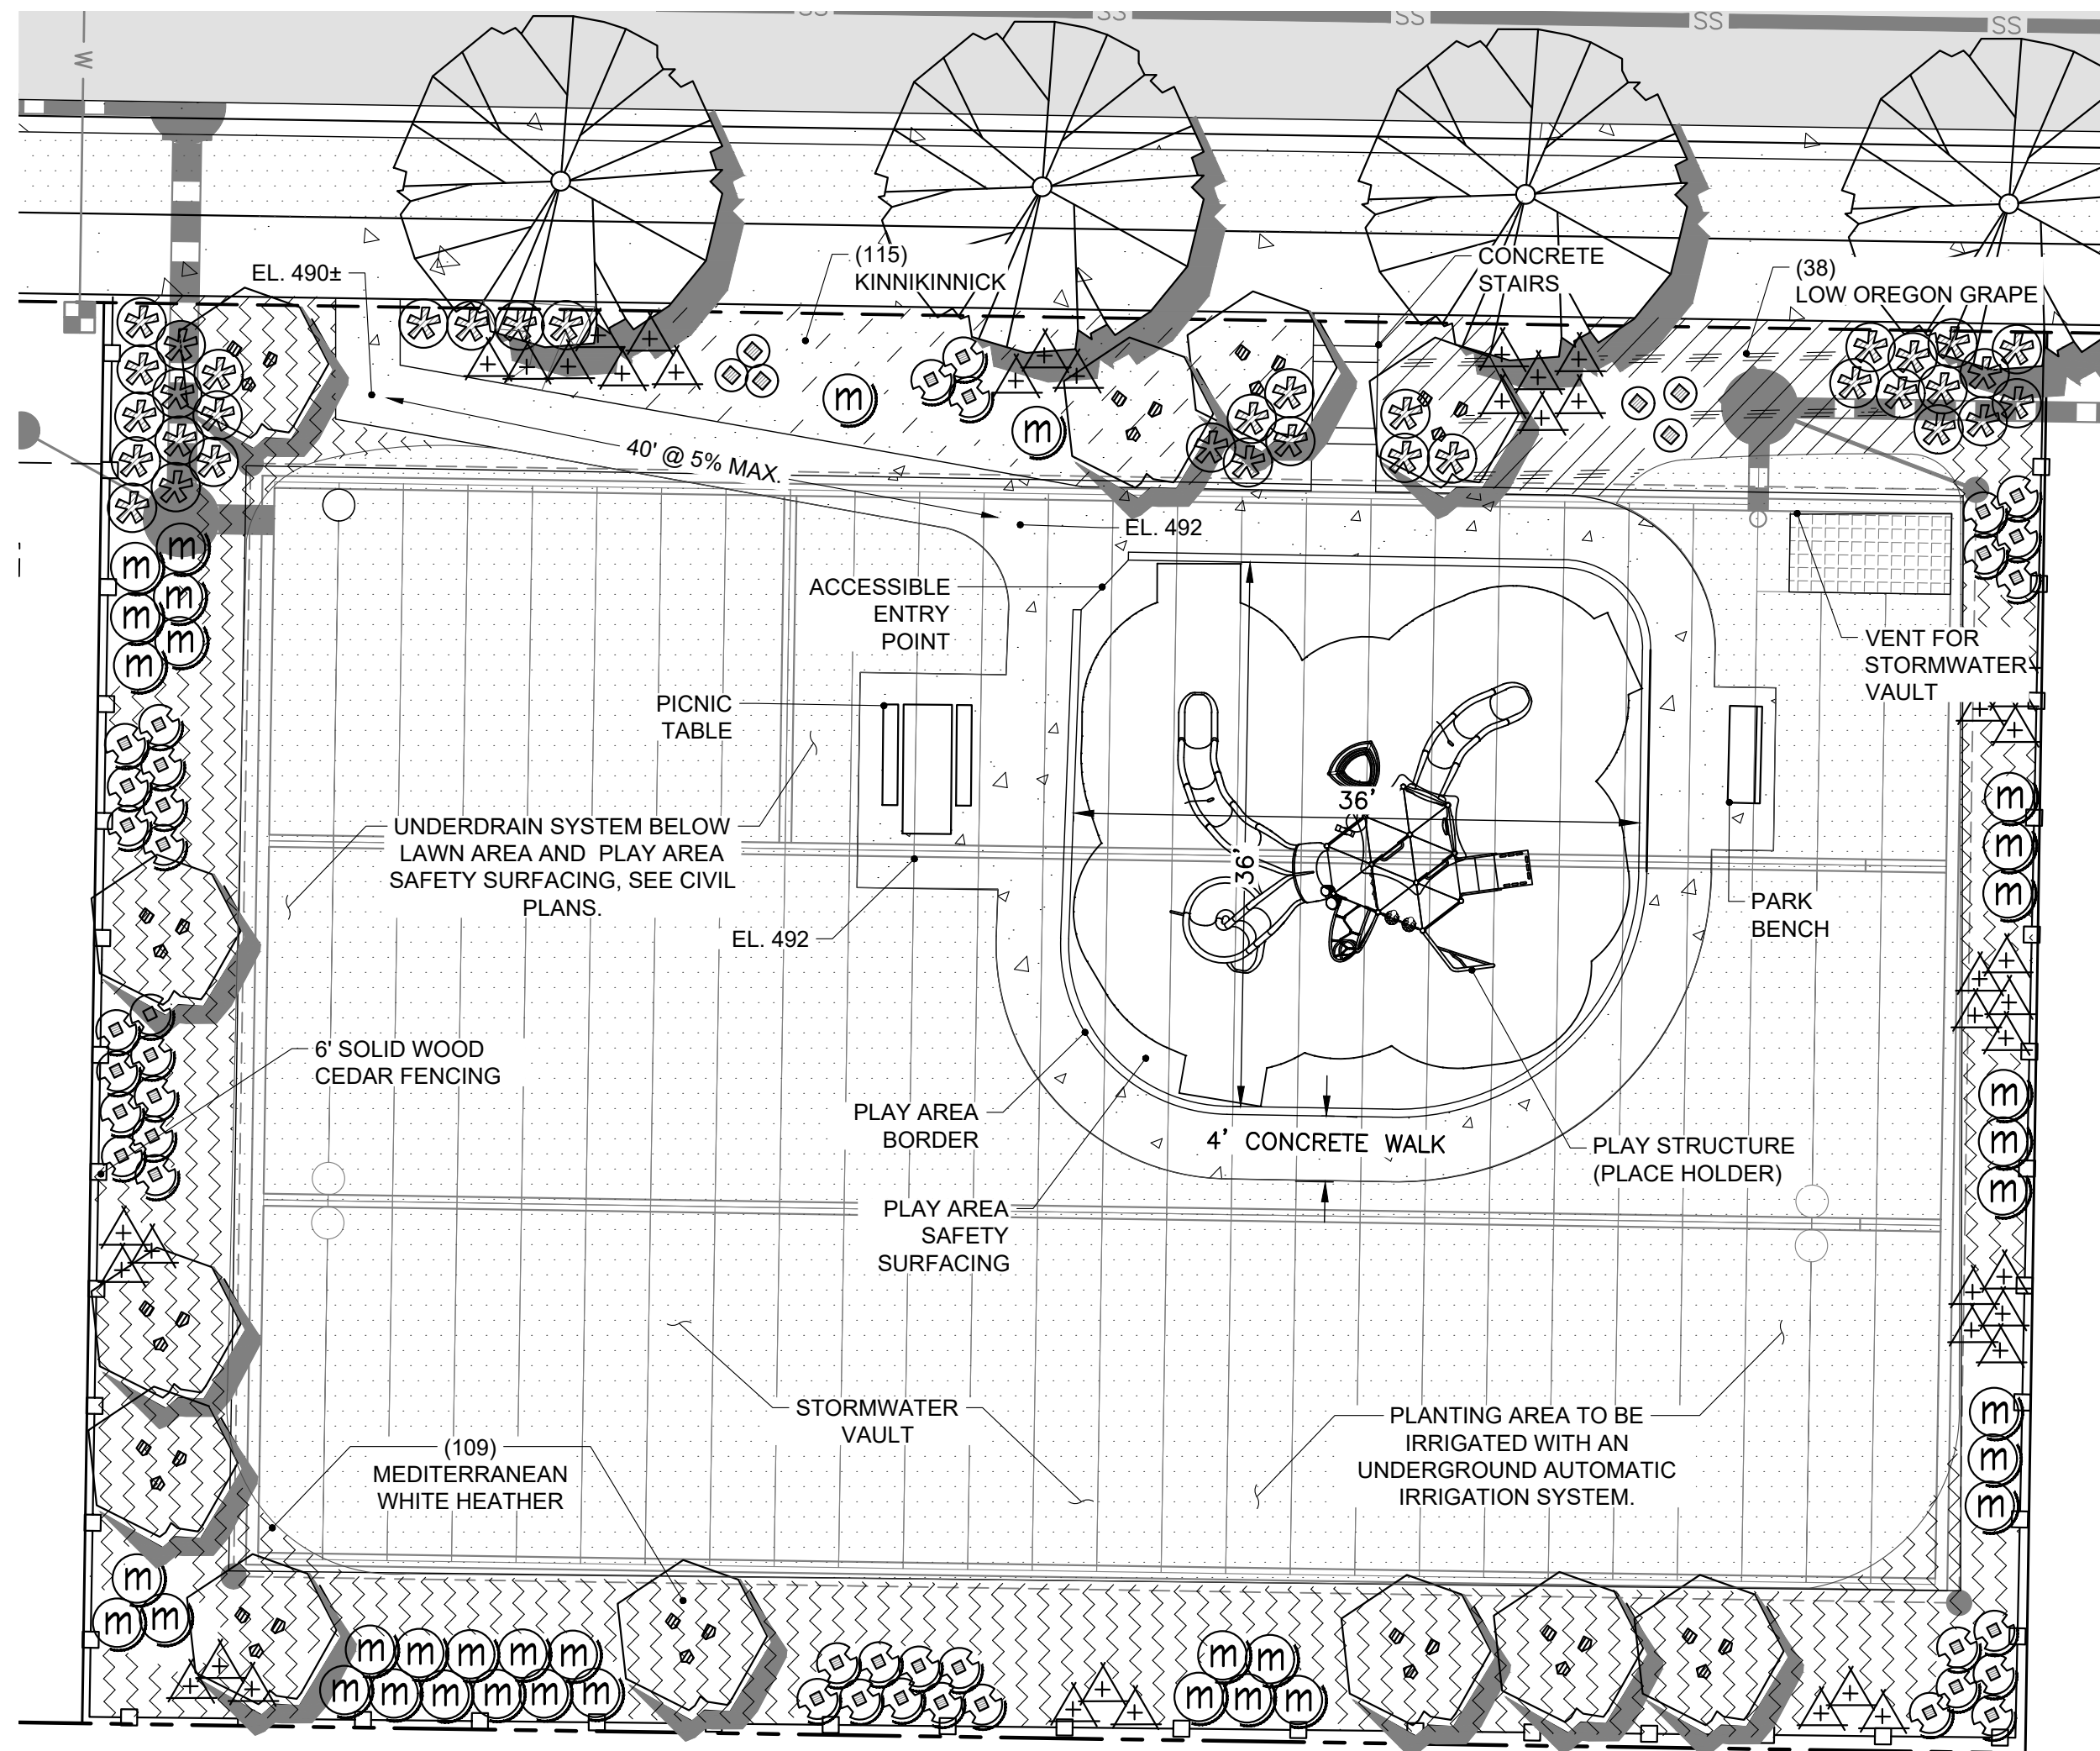 SS SS SS SS SS
W
EL. 490±
(115)
KINNIKINNICK
CONCRETE
STAIRS
(38)
LOW OREGON GRAPE
40' @ 5% MAX.
EL. 492
ACCESSIBLE
ENTRY
POINT
VENT FOR
STORMWATER
VAULT
PICNIC
TABLE
36'
36'
UNDERDRAIN SYSTEM BELOW
LAWN AREA AND PLAY AREA
SAFETY SURFACING, SEE CIVIL
PLANS.
EL. 492
PARK
BENCH
6' SOLID WOOD
CEDAR FENCING
PLAY AREA
BORDER
4' CONCRETE WALK
PLAY STRUCTURE
(PLACE HOLDER)
PLAY AREA
SAFETY
SURFACING
STORMWATER
VAULT
PLANTING AREA TO BE
IRRIGATED WITH AN
UNDERGROUND AUTOMATIC
IRRIGATION SYSTEM.
(109)
MEDITERRANEAN
WHITE HEATHER
m m
m m
m m
m
m
m
m
m
m
m
m
m
m
m
m
m
m
m m
m m m m m
m m m m m m
m m
m m m